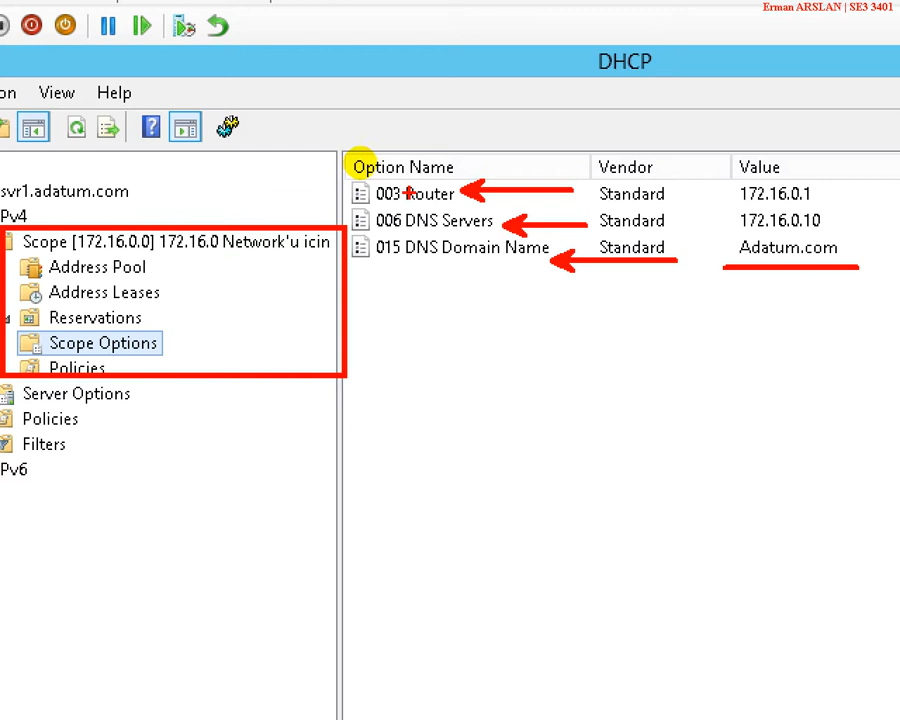 Erman ARSLAN | SE3 3401
DHCP
on View Help
Option Name Vendor Value
svr1.adatum.com
003 Router Standard 172.16.0.1
Pv4
006 DNS Servers Standard 172.16.0.10
Scope [172.16.0.0] 172.16.0 Network'u icin
015 DNS Domain Name Standard Adatum.com
Address Pool
Address Leases
Reservations
Scope Options
Policies
Server Options
Policies
Filters
Pv6